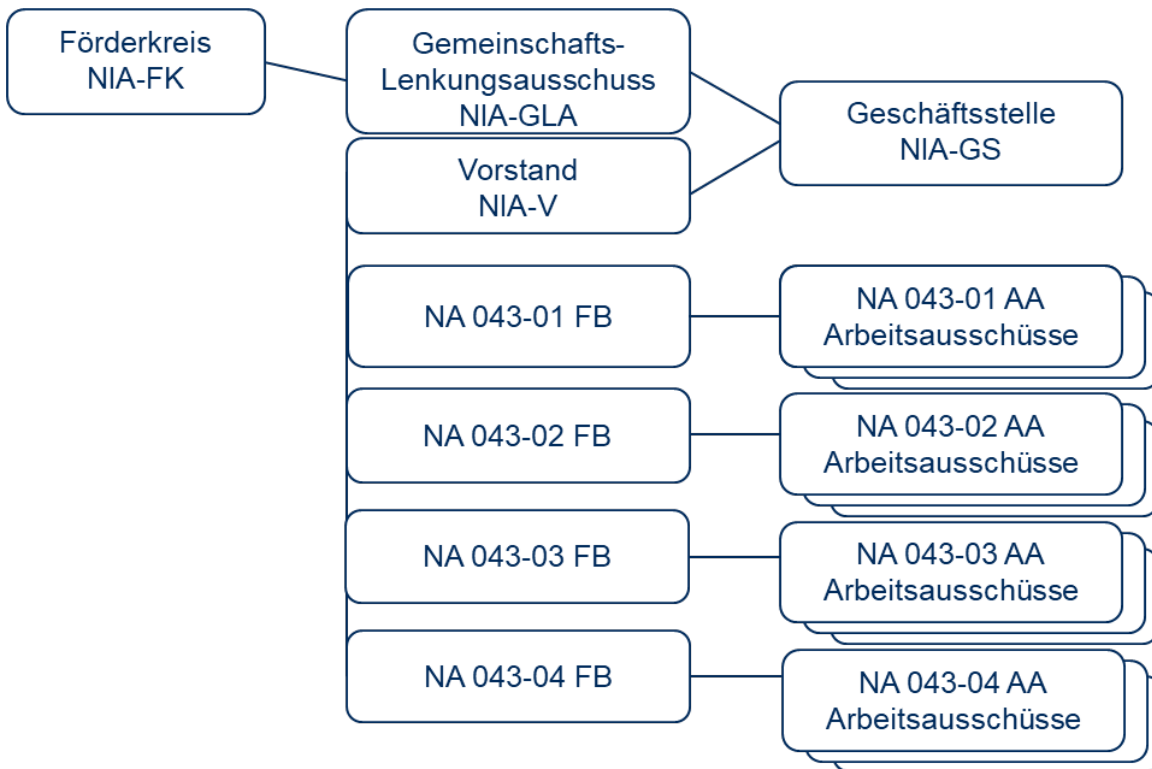 Förderkreis
NIA-FK
Gemeinschafts-
Lenkungsausschuss
NIA-GLA
Geschäftsstelle
NIA-GS
Vorstand
NIA-V
NA 043-01 FB
NA 043-01 AA
Arbeitsausschüsse
NA 043-02 FB
NA 043-02 AA
Arbeitsausschüsse
NA 043-03 FB
NA 043-03 AA
Arbeitsausschüsse
NA 043-04 FB
NA 043-04 AA
Arbeitsausschüsse